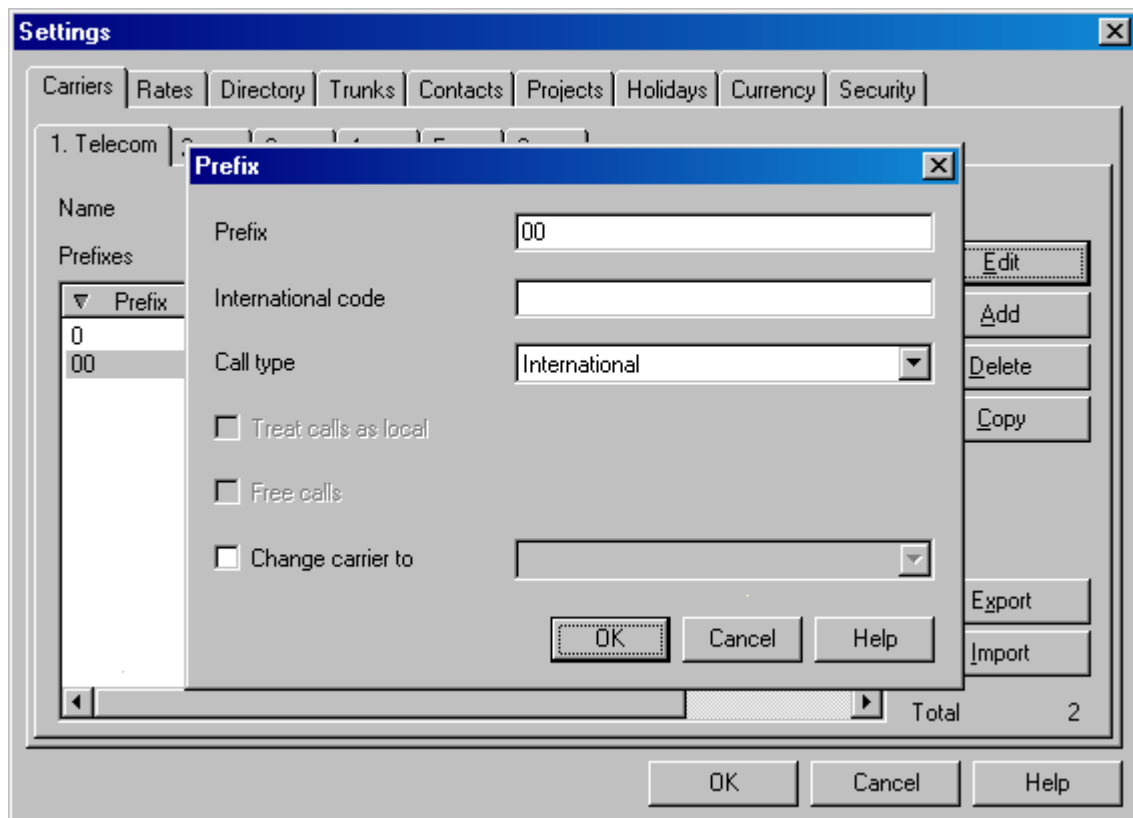 Settings
Carriers Rates Directory Trunks Contacts Projects Holidays Currency Security
1. Telecom
Prefix
Name
Prefix 00
Prefixes
Edit
Prefix
International code
Add
0
00
Call type International
Delete
Copy
Treat calls as local
Free calls
Change carrier to
Export
OK Cancel Help
Import
Total 2
OK Cancel Help